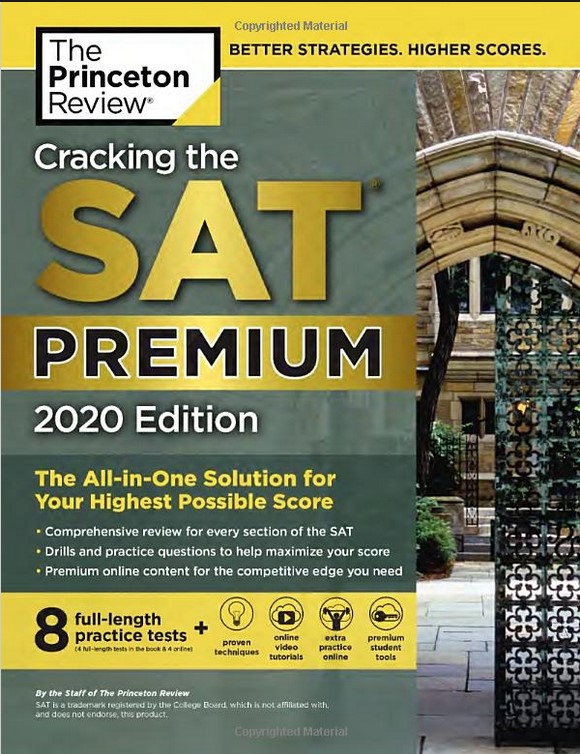 Copyrighted Material
The
Princeton
Review®
BETTER STRATEGIES. HIGHER SCORES.
Cracking the
SAT®
PREMIUM
2020 Edition
The All-in-One Solution for
Your Highest Possible Score
• Comprehensive review for every section of the SAT
• Drills and practice questions to help maximize your score
• Premium online content for the competitive edge you need
8 full-length
practice tests
(4 full-length tests in the book & 4 online)
+
proven
techniques
online
video
tutorials
extra
practice
online
premium
student
tools
By the Staff of The Princeton Review
SAT is a trademark registered by the College Board, which is not affiliated with,
and does not endorse, this product.
Copyrighted Material